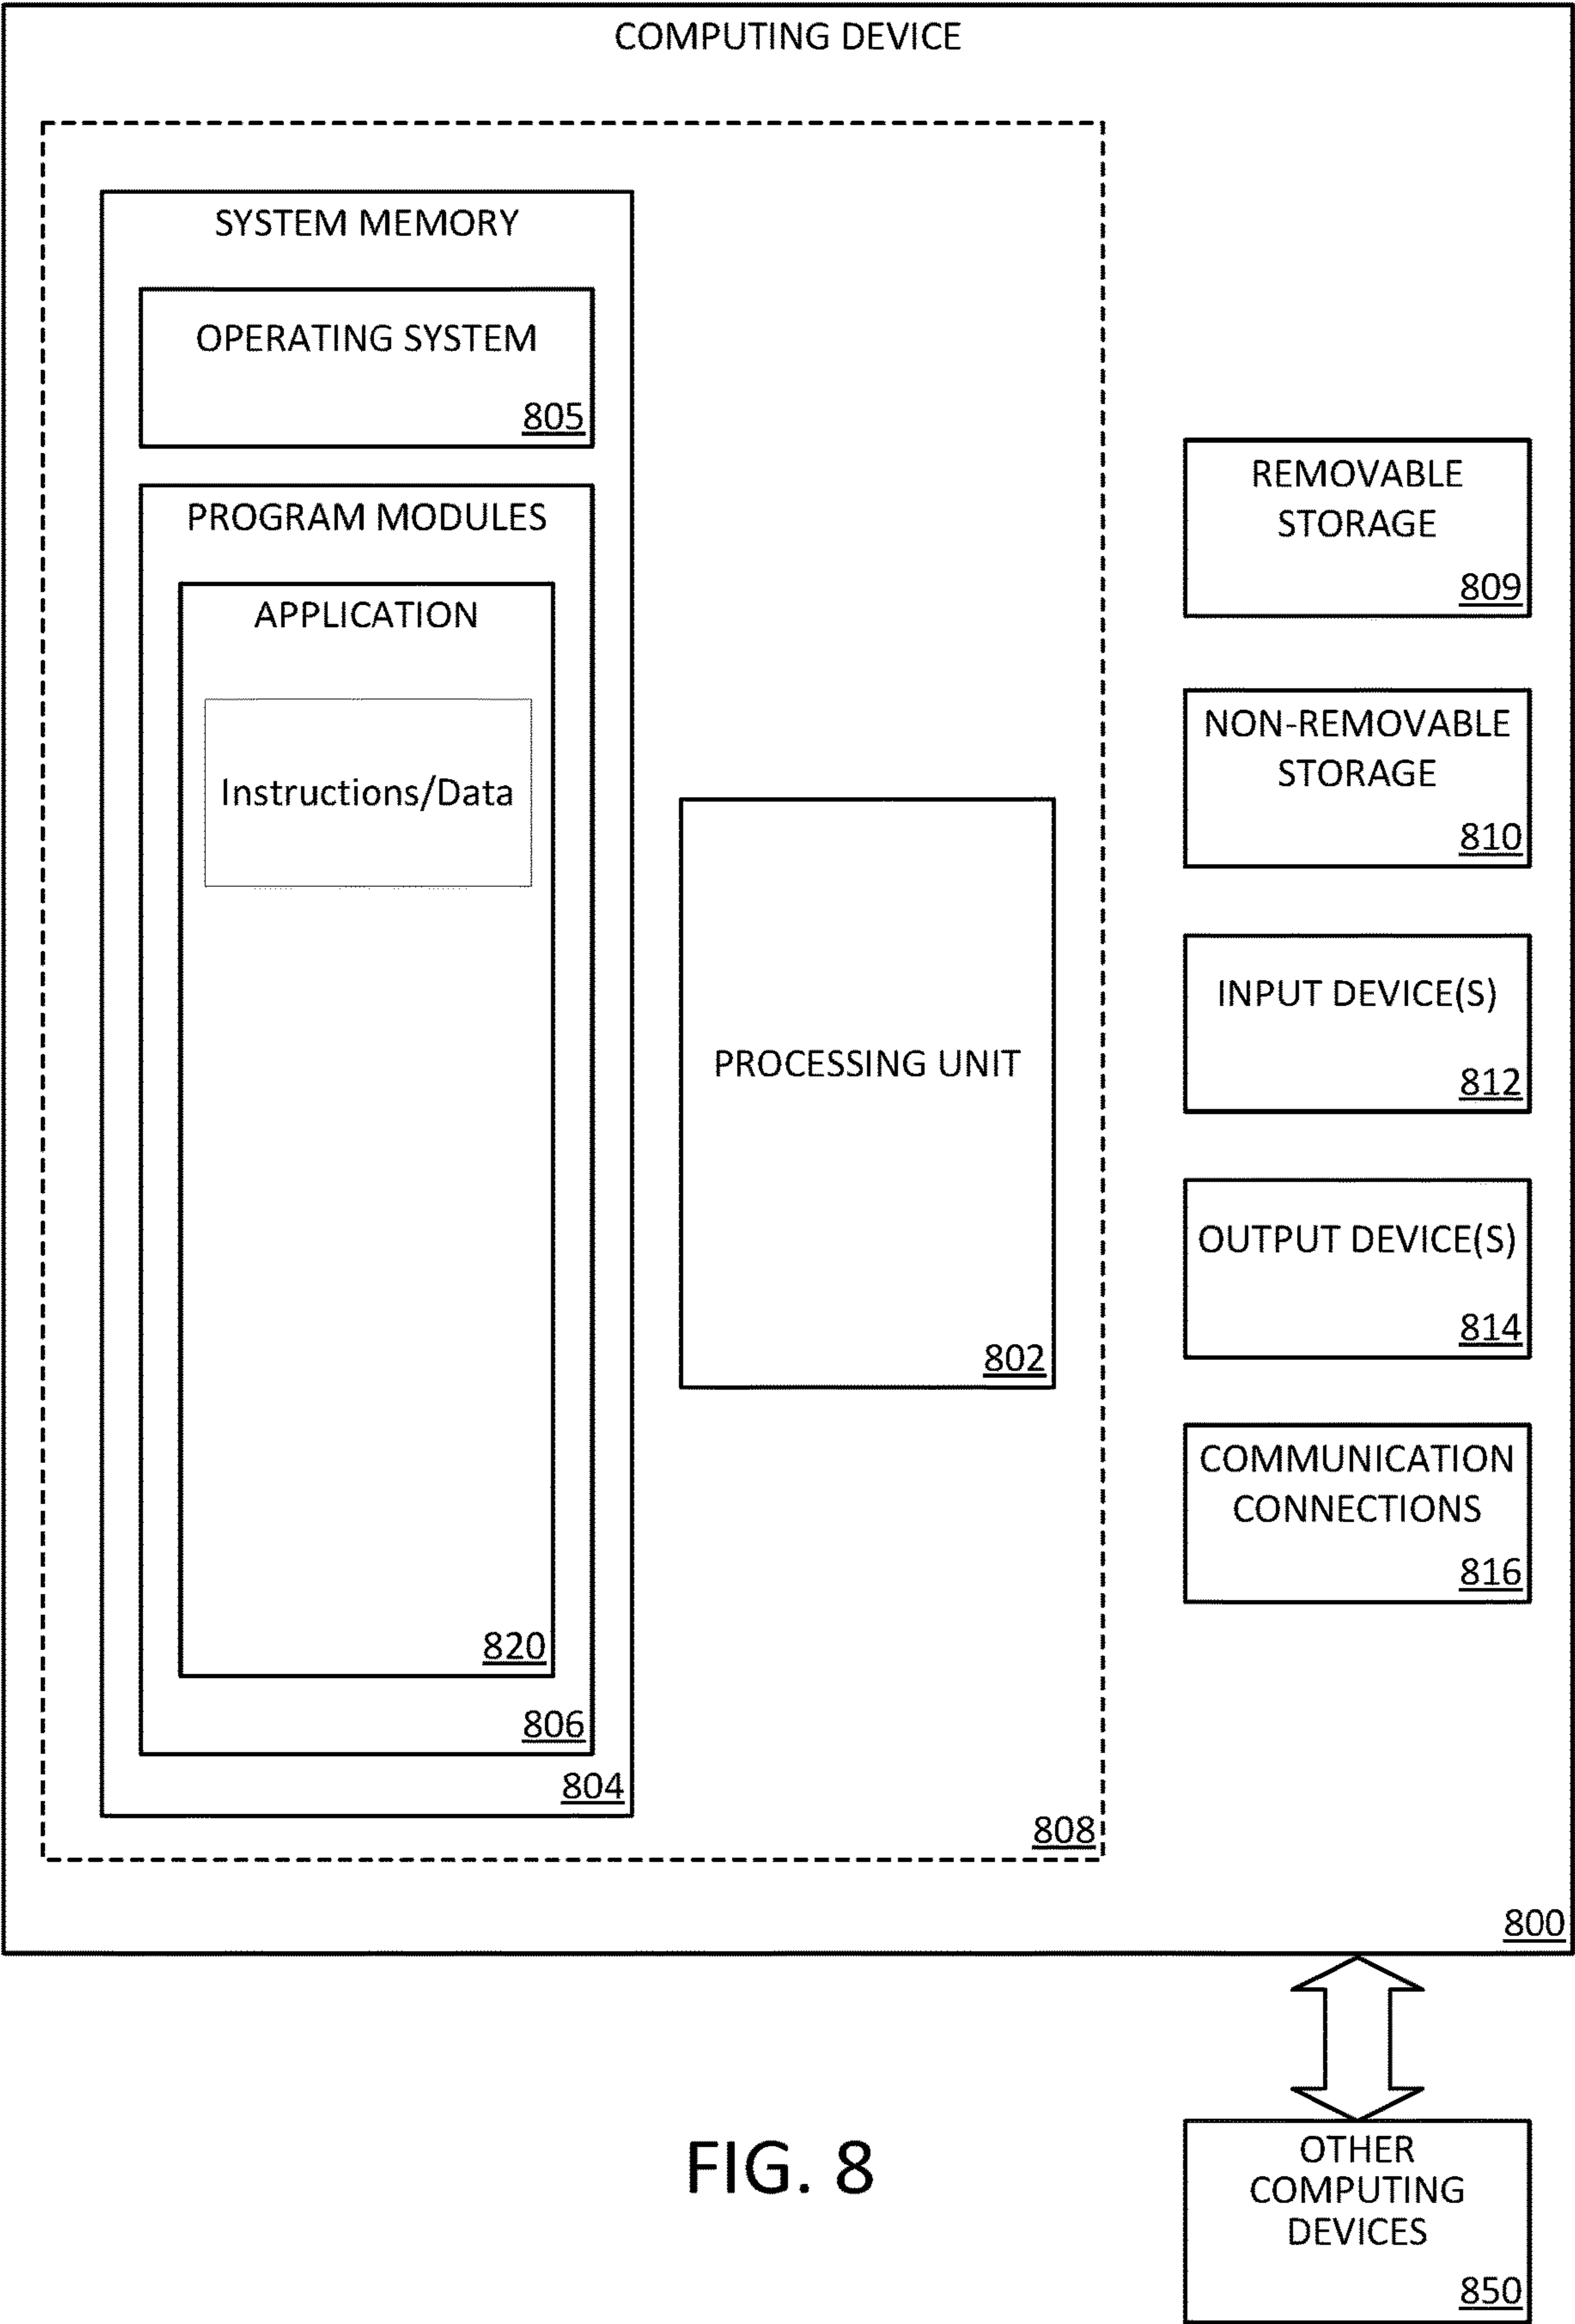 COMPUTING DEVICE
SYSTEM MEMORY
OPERATING SYSTEM
805
PROGRAM MODULES
APPLICATION
Instructions/Data
820
806
804
PROCESSING UNIT
802
808
REMOVABLE
STORAGE
809
NON-REMOVABLE
STORAGE
810
INPUT DEVICE(S)
812
OUTPUT DEVICE(S)
814
COMMUNICATION
CONNECTIONS
816
800
OTHER
COMPUTING
DEVICES
850
FIG. 8